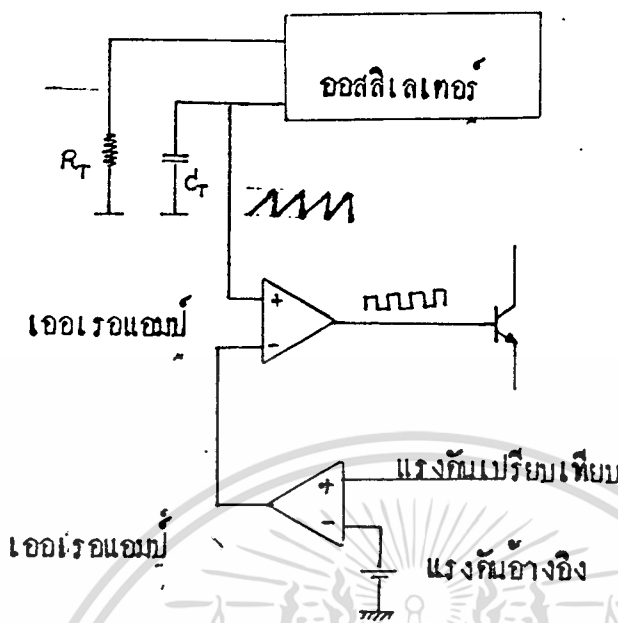 ออสซิเลเทอร์
R_T
C_T
+
เออเรอแอมป์
-
แรงดันเปรียบเทียบ
+
-
เออเรอแอมป์
แรงดันอ้างอิง